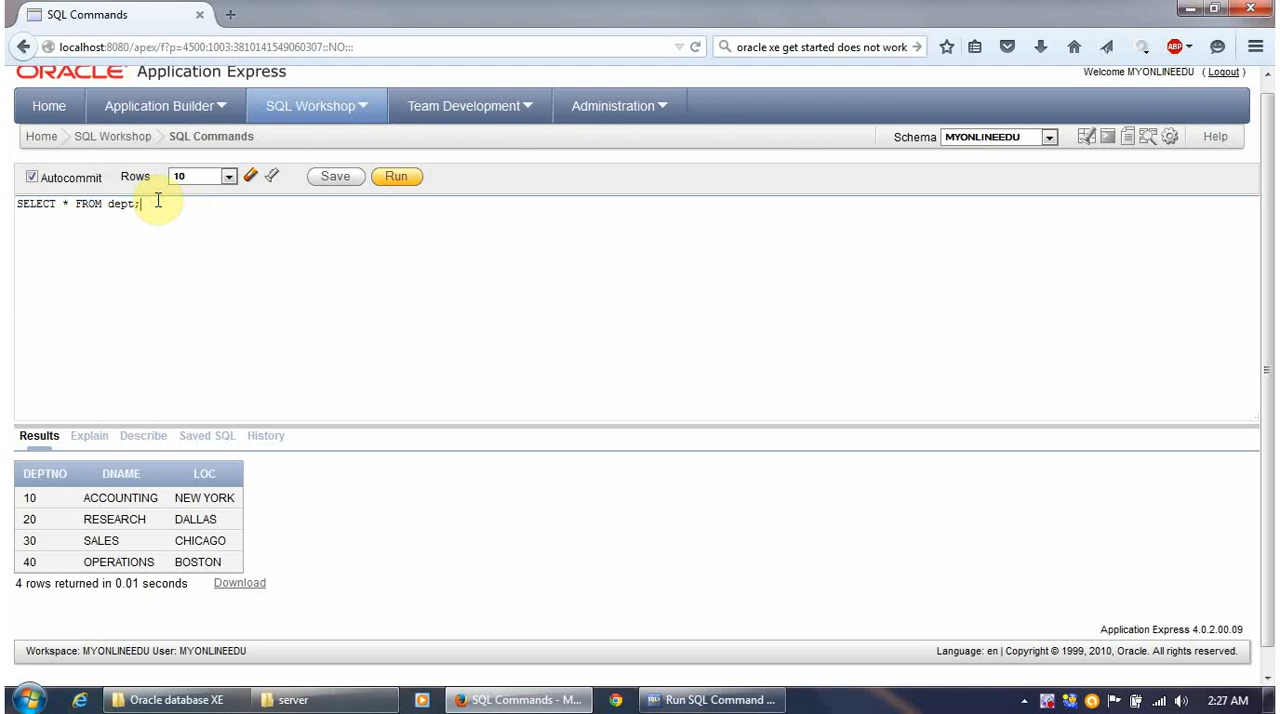 SQL Commands
localhost:8080/apex/f?p=4500:1003:3810141549060307::NO:::
oracle xe get started does not work
ABP
ORACLE Application Express
Welcome MYONLINEEDU ( Logout )
Home Application Builder SQL Workshop Team Development Administration
Home SQL Workshop SQL Commands
Schema MYONLINEEDU Help
Autocommit Rows 10 Save Run
SELECT * FROM dept;
Results Explain Describe Saved SQL History
DEPTNO DNAME LOC
10 ACCOUNTING NEW YORK
20 RESEARCH DALLAS
30 SALES CHICAGO
40 OPERATIONS BOSTON
4 rows returned in 0.01 seconds Download
Application Express 4.0.2.00.09
Workspace: MYONLINEEDU User: MYONLINEEDU
Language: en | Copyright © 1999, 2010, Oracle. All rights reserved.
Oracle database XE server SQL Commands - M... Run SQL Command ... 2:27 AM